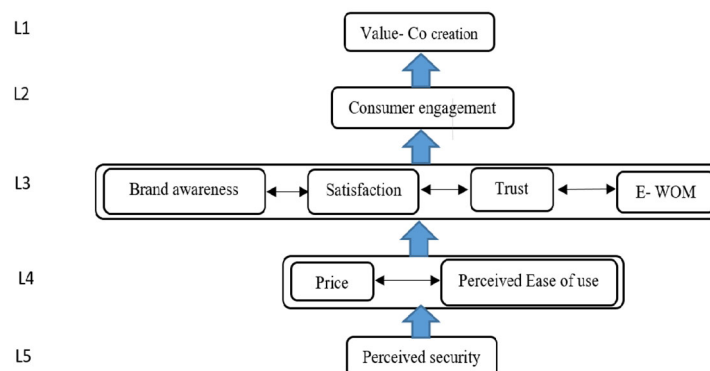 L1
Value- Co creation
L2
Consumer engagement
L3
Brand awareness
Satisfaction
Trust
E- WOM
L4
Price
Perceived Ease of use
L5
Perceived security